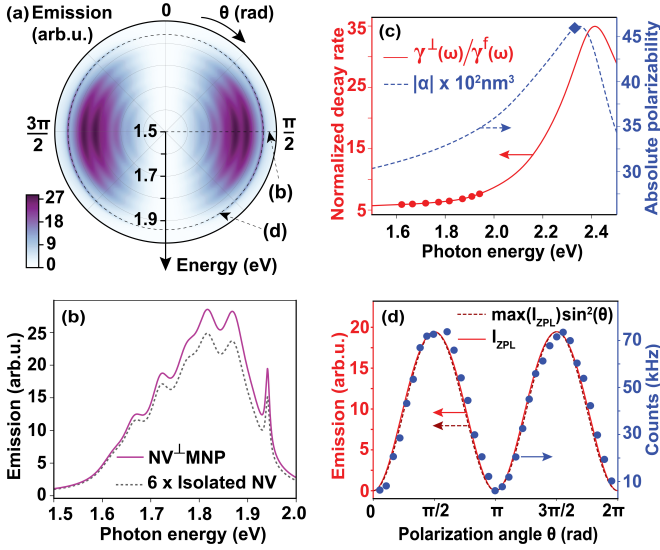 (a) Emission
(arb.u.)
0
θ (rad)
3π/2
π/2
1.5
1.7
1.9
27
18
9
0
(b)
(d)
Energy (eV)
(c)
γ⊥(ω)/γf(ω)
|α| x 10²nm³
Normalized decay rate
35
25
15
5
Absolute polarizability
45
40
35
30
1.6
1.8
2.0
2.2
2.4
Photon energy (eV)
(b)
Emission (arb.u.)
25
20
15
10
5
0
NV⊥MNP
6 x Isolated NV
1.5
1.6
1.7
1.8
1.9
2.0
Photon energy (eV)
(d)
max(I_ZPL)sin²(θ)
I_ZPL
Emission (arb.u.)
20
15
10
5
0
Counts (kHz)
70
50
30
10
0
π/2
π
3π/2
2π
Polarization angle θ (rad)